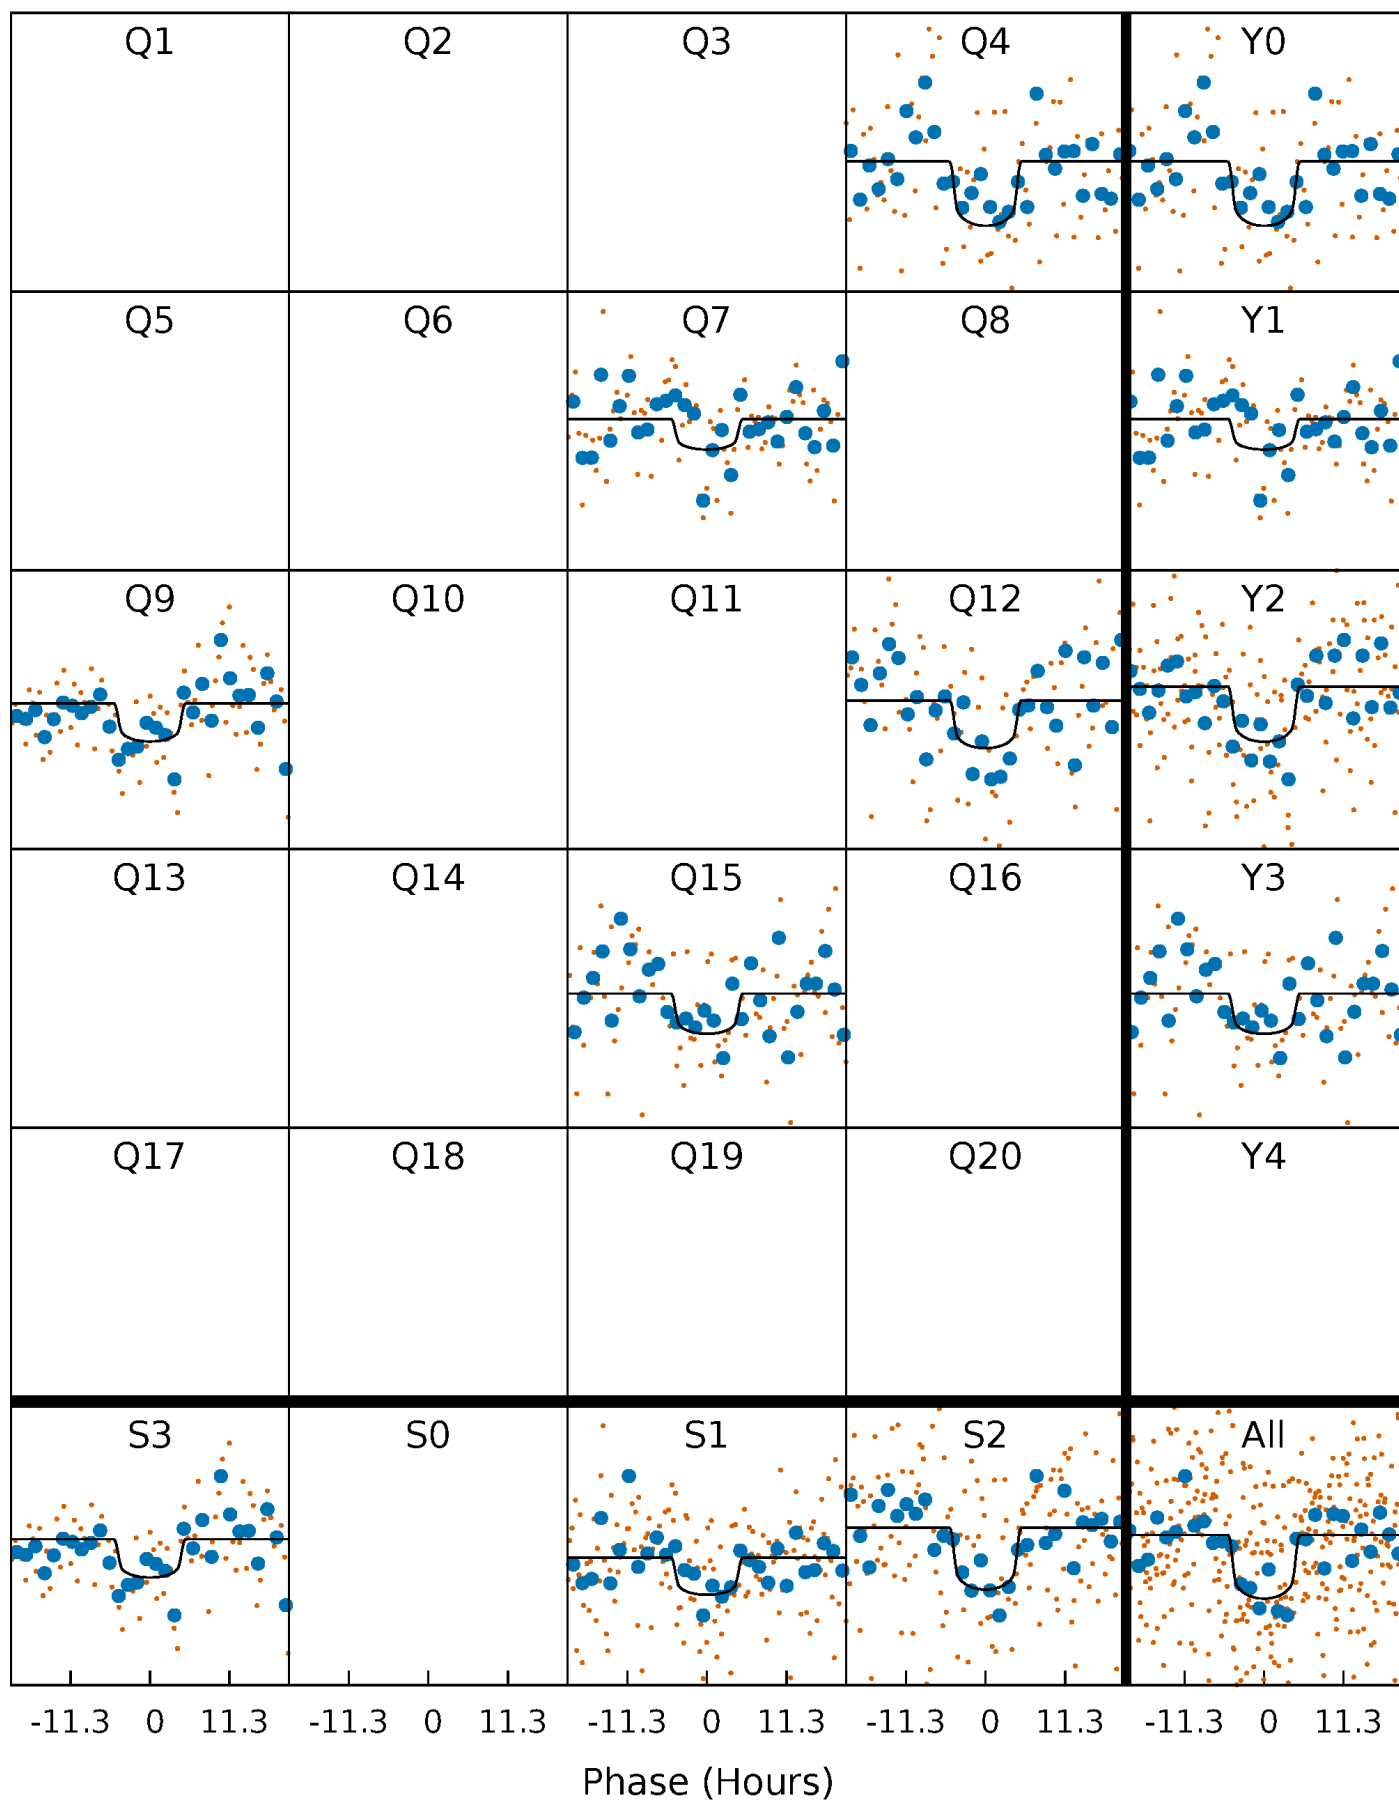 Q1 Q2 Q3 Q4 Y0
Q5 Q6 Q7 Q8 Y1
Q9 Q10 Q11 Q12 Y2
Q13 Q14 Q15 Q16 Y3
Q17 Q18 Q19 Q20 Y4
S3 S0 S1 S2 All
-11.3 0 11.3 -11.3 0 11.3 -11.3 0 11.3 -11.3 0 11.3 -11.3 0 11.3
Phase (Hours)